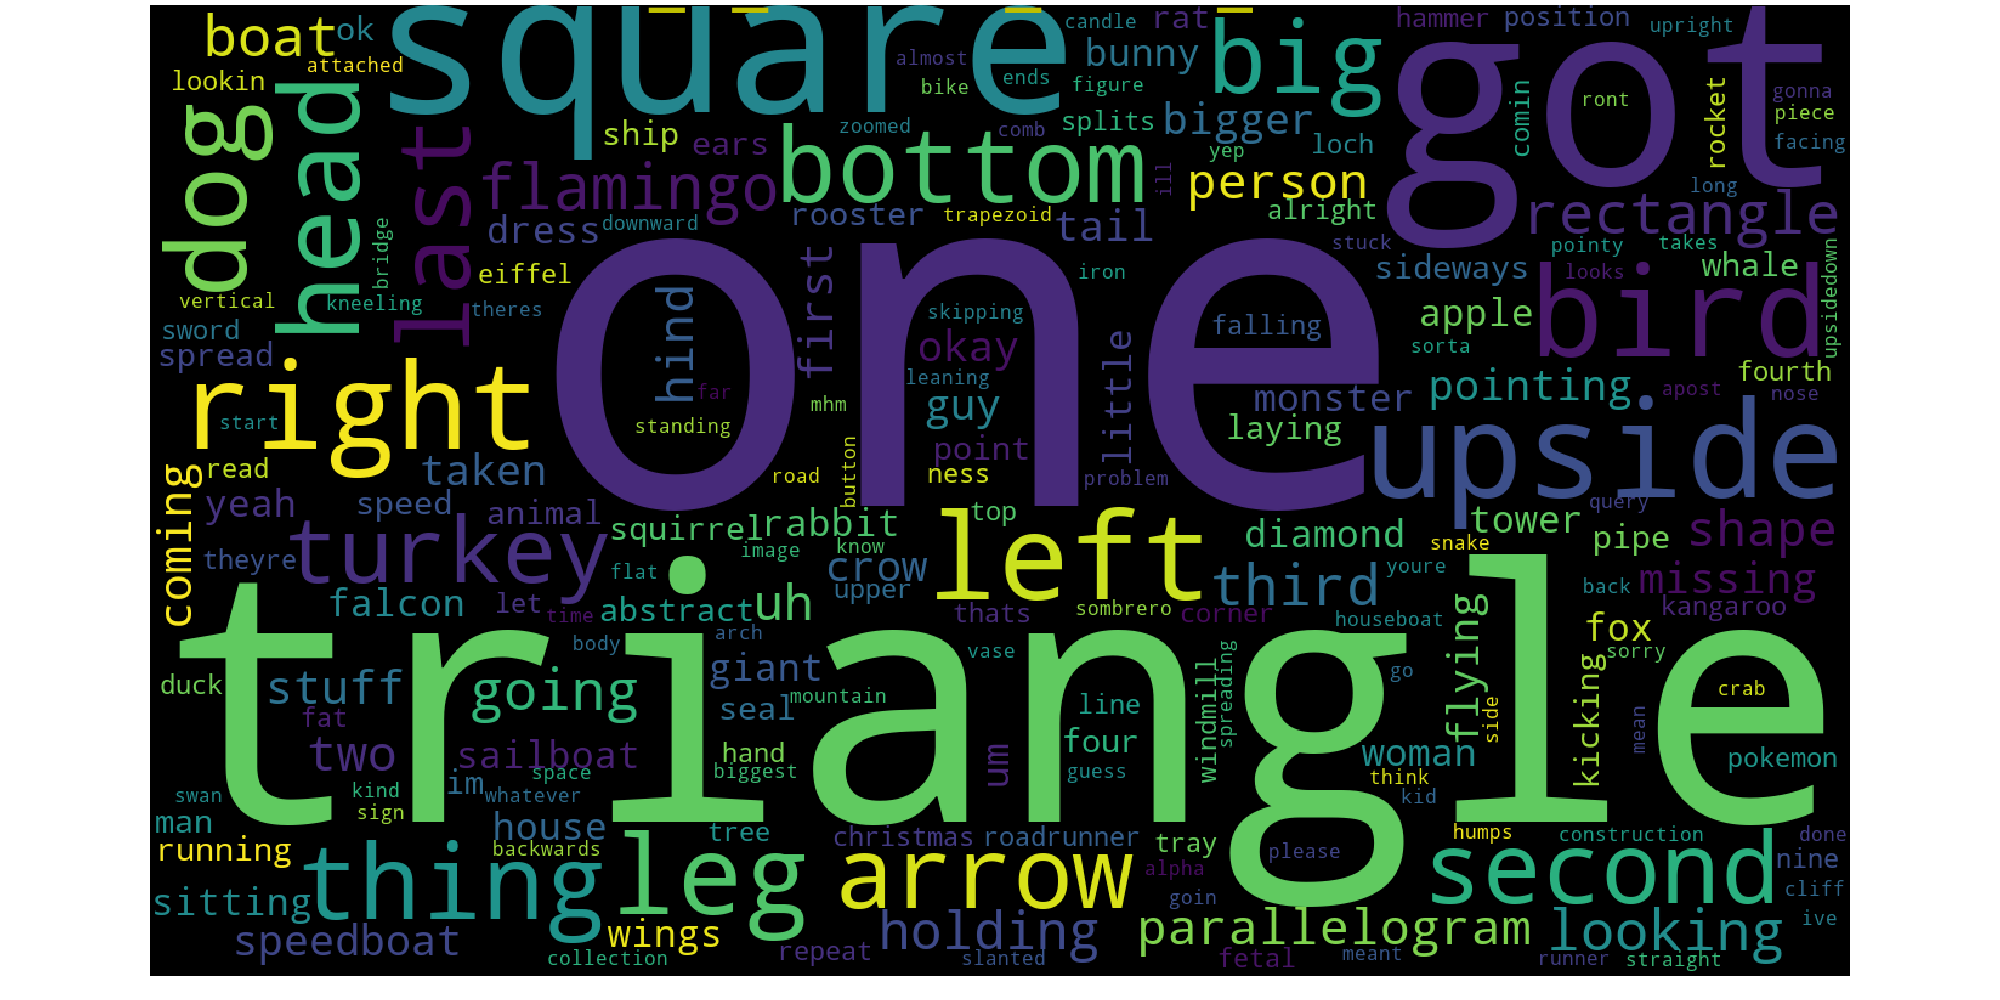 boat
ok
square
candle
rat
big
hammer
position
upright
got
lookin
attached
head
dog
last
almost
bunny
bike
ends
figure
ront
rocket
gonna
piece
ship
ears
zoomed
comb
splits
bigger
loch
comin
facing
flamingo
bottom
yep
ill
person
long
rectangle
dress
downward
rooster
trapezoid
tail
alright
stuck
pointy
takes
bridge
eiffel
first
iron
sideways
looks
whale
upsidedown
vertical
kneeling
theres
one
skipping
falling
apple
bird
sword
spread
hind
okay
little
sorta
right
start
far
leaning
monster
pointing
apost
fourth
nose
standing
mhm
guy
laying
upside
coming
read
taken
point
ness
problem
road
button
yeah
speed
animal
squirrel
rabbit
top
left
diamond
tower
query
pipe
shape
turkey
theyre
image
know
snake
flat
crow
third
youre
back
missing
falcon
let
time
abstract
uh
upper
thats
sombrero
corner
houseboat
flying
kangaroo
triangle
body
arch
vase
fox
sorry
duck
stuff
going
giant
mountain
seal
line
windmill
spreading
go
side
kicking
crab
mean
fat
two
sailboat
hand
um
four
woman
pokemon
swan
kind
im
space
biggest
guess
think
sign
whatever
kid
man
house
tree
christmas
roadrunner
tray
humps
construction
done
running
backwards
please
nine
sitting
thing
leg
arrow
alpha
second
cliff
goin
speedboat
wings
holding
parallelogram
looking
ive
collection
repeat
slanted
fetal
meant
runner
straight